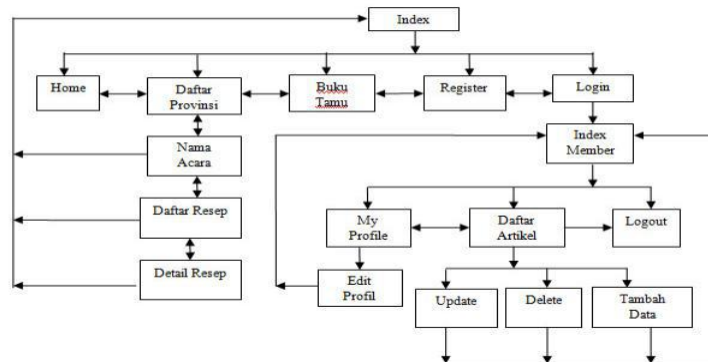 Index
Home
Daftar
Provinsi
Buku
Tamu
Register
Login
Nama
Acara
Index
Member
Daftar Resep
My
Profile
Daftar
Artikel
Logout
Detail Resep
Edit
Profil
Update
Delete
Tambah
Data